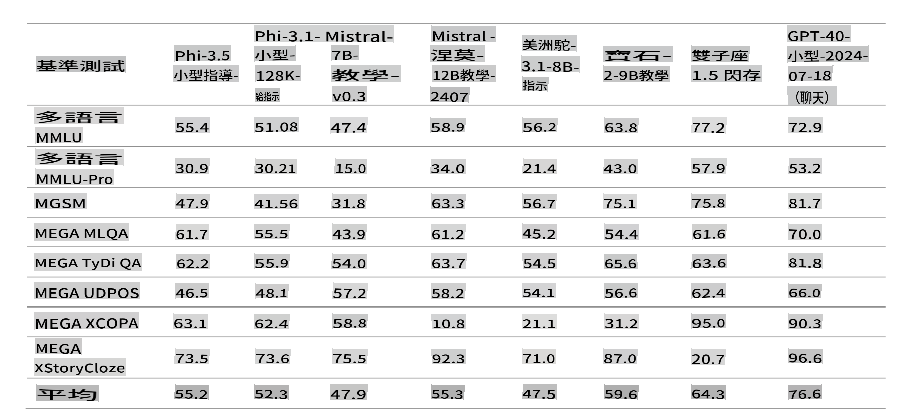 基準測試 Phi-3.5 小型指導- Phi-3.1- 小型- 128K- 給指示 Mistral- 7B- 教學- v0.3 Mistral - 涅莫- 12B教學- 2407 美洲駝- 3.1-8B- 指示 寶石- 2-9B教學 雙子座 1.5 閃存 GPT-40- 小型-2024- 07-18 （聊天）
多語言 MMLU 55.4 51.08 47.4 58.9 56.2 63.8 77.2 72.9
多語言 MMLU-Pro 30.9 30.21 15.0 34.0 21.4 43.0 57.9 53.2
MGSM 47.9 41.56 31.8 63.3 56.7 75.1 75.8 81.7
MEGA MLQA 61.7 55.5 43.9 61.2 45.2 54.4 61.6 70.0
MEGA TyDi QA 62.2 55.9 54.0 63.7 54.5 65.6 63.6 81.8
MEGA UDPOS 46.5 48.1 57.2 58.2 54.1 56.6 62.4 66.0
MEGA XCOPA 63.1 62.4 58.8 10.8 21.1 31.2 95.0 90.3
MEGA XStoryCloze 73.5 73.6 75.5 92.3 71.0 87.0 20.7 96.6
平均 55.2 52.3 47.9 55.3 47.5 59.6 64.3 76.6